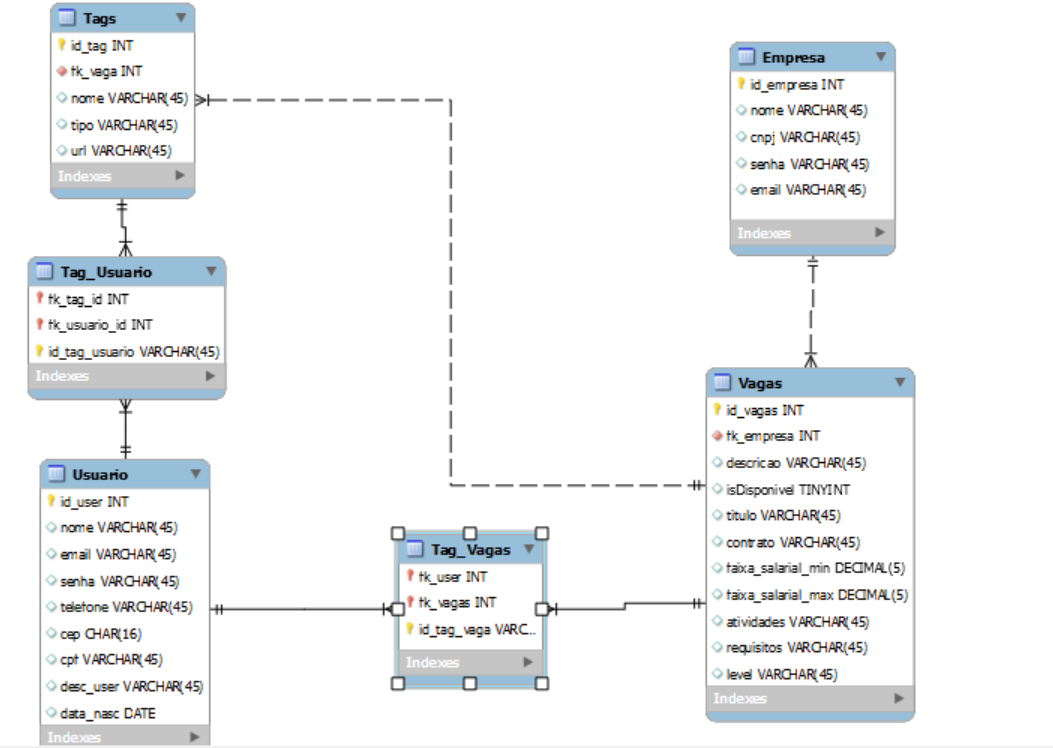 Tags
id_tag INT
fk_vaga INT
nome VARCHAR(45)
tipo VARCHAR(45)
url VARCHAR(45)
Indexes
Empresa
id_empresa INT
nome VARCHAR(45)
cnpj VARCHAR(45)
senha VARCHAR(45)
email VARCHAR(45)
Indexes
Tag_Usuario
fk_tag_id INT
fk_usuario_id INT
id_tag_usuario VARCHAR(45)
Indexes
Usuario
id_user INT
nome VARCHAR(45)
email VARCHAR(45)
senha VARCHAR(45)
telefone VARCHAR(45)
cep CHAR(16)
cpf VARCHAR(45)
desc_user VARCHAR(45)
data_nasc DATE
Indexes
Tag_Vagas
fk_user INT
fk_vagas INT
id_tag_vaga VARC...
Indexes
Vagas
id_vagas INT
fk_empresa INT
descricao VARCHAR(45)
isDisponivel TINYINT
titulo VARCHAR(45)
contrato VARCHAR(45)
faixa_salarial_min DECIMAL(5)
faixa_salarial_max DECIMAL(5)
atividades VARCHAR(45)
requisitos VARCHAR(45)
level VARCHAR(45)
Indexes